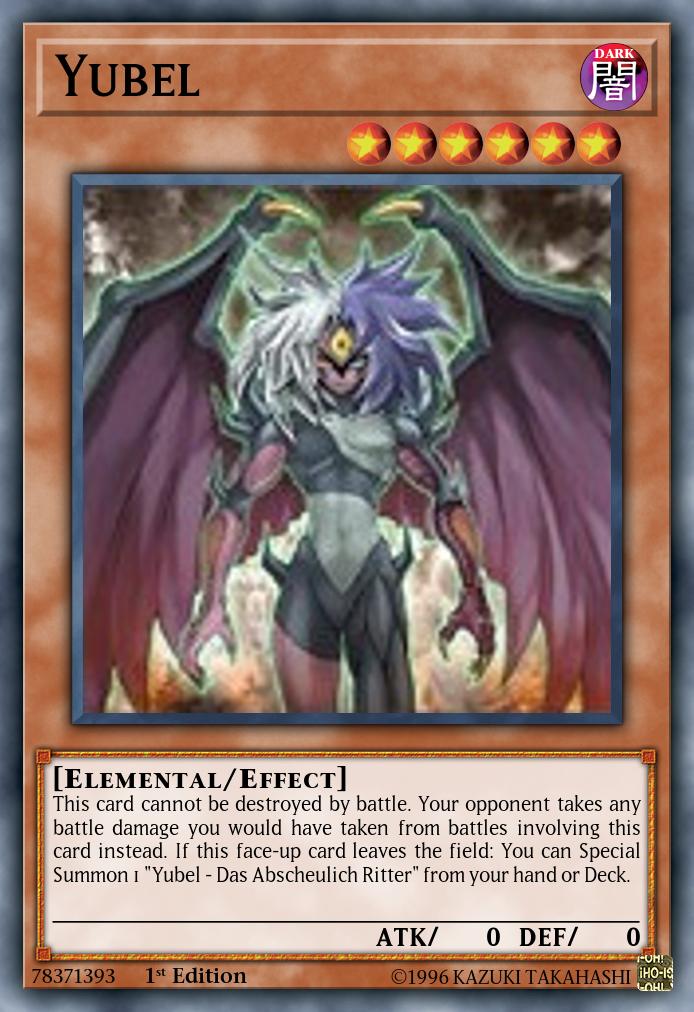 Yubel
DARK
闇
[Elemental/Effect]
This card cannot be destroyed by battle. Your opponent takes any
battle damage you would have taken from battles involving this
card instead. If this face-up card leaves the field: You can Special
Summon 1 "Yubel - Das Abscheulich Ritter" from your hand or Deck.
ATK/ 0 DEF/ 0
78371393 1st Edition ©1996 KAZUKI TAKAHASHI